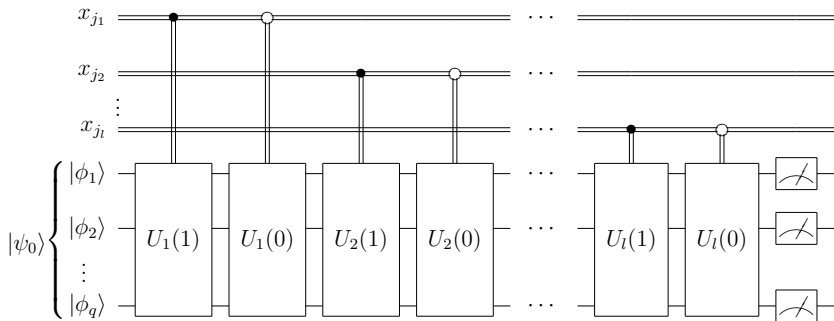 x_{j_1} ⋯
x_{j_2} ⋯
⋮
x_{j_l} ⋯
|ϕ_1⟩ ⋯
|ψ_0⟩ { |ϕ_2⟩ U_1(1) U_1(0) U_2(1) U_2(0) ⋯ U_l(1) U_l(0)
⋮
|ϕ_q⟩ ⋯